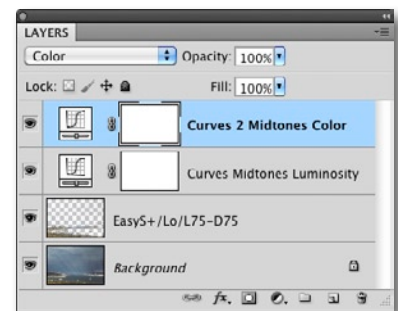 LAYERS
Color Opacity: 100%
Lock: Fill: 100%
Curves 2 Midtones Color
Curves Midtones Luminosity
EasyS+/Lo/L75-D75
Background
fx.